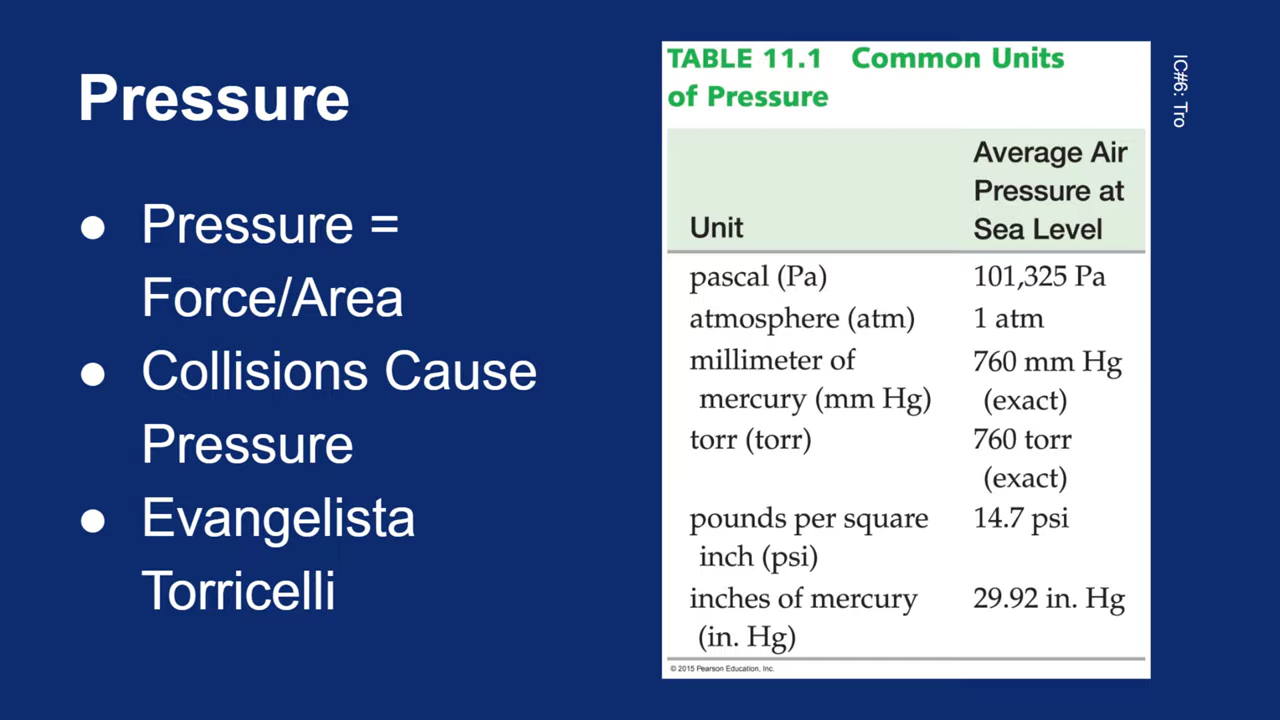 Pressure
● Pressure =
Force/Area
● Collisions Cause
Pressure
● Evangelista
Torricelli
TABLE 11.1 Common Units
of Pressure
Average Air
Pressure at
Unit Sea Level
pascal (Pa) 101,325 Pa
atmosphere (atm) 1 atm
millimeter of 760 mm Hg
mercury (mm Hg) (exact)
torr (torr) 760 torr
(exact)
pounds per square 14.7 psi
inch (psi)
inches of mercury 29.92 in. Hg
(in. Hg)
© 2015 Pearson Education, Inc.
IC#6: Tro